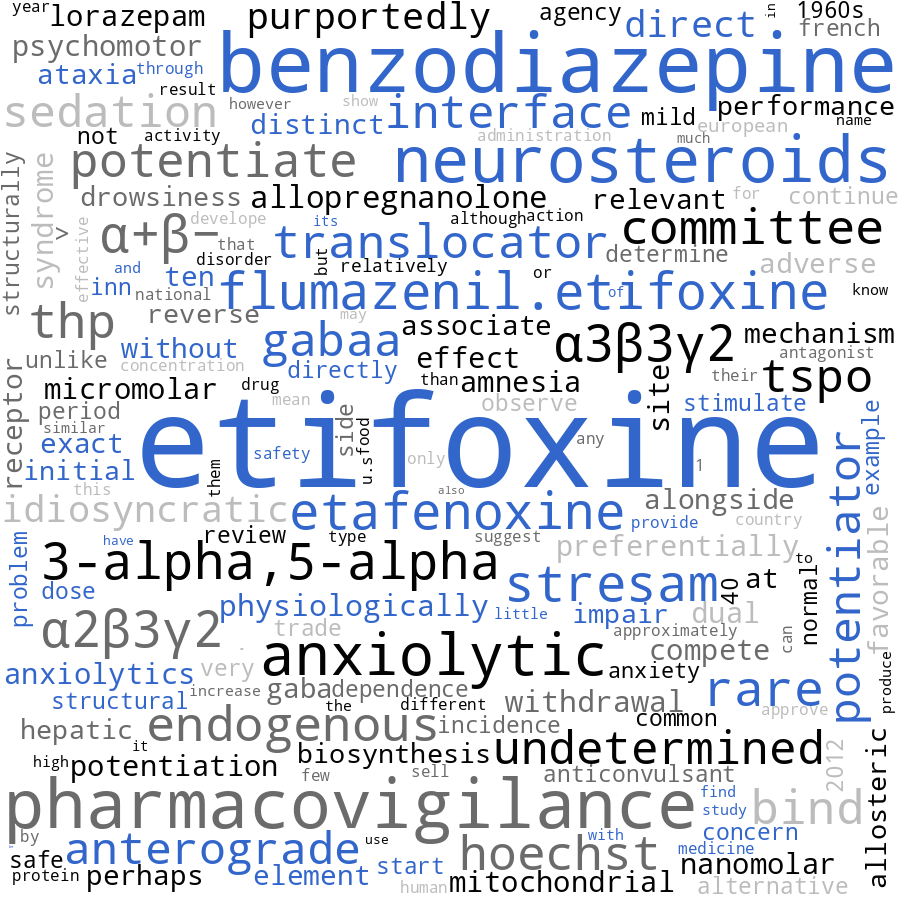 year
lorazepam
purportedly
agency
direct
in
1960s
french
psychomotor
ataxia
through
benzodiazepine
result
sedation
however
show
interface
mild
performance
distinct
not
activity
administration
much
european
name
structurally
syndrome
potentiate
neurosteroids
drowsiness
allopregnanolone
relevant
for
continue
>
effective
α+β−
develope
that
disorder
its
although
action
translocator
committee
determine
adverse
and
inn
ten
national
but
relatively
or
flumazenil.etifoxine
of
know
thp
reverse
may
gabaa
associate
α3β3γ2
mechanism
antagonist
unlike
without
concentration
directly
effect
than
amnesia
their
tspo
receptor
micromolar
drug
mean
observe
site
stimulate
period
similar
exact
initial
etifoxine
side
u.s
food
safety
only
any
1
example
potentiator
them
also
this
idiosyncratic
etafenoxine
alongside
provide
country
favorable
problem
have
review
type
suggest
preferentially
to
3-alpha,5-alpha
dose
stresam
40
at
normal
physiologically
little
impair
dual
α2β3γ2
trade
anxiolytic
approximately
compete
can
anxiety
produce
anxiolytics
very
structural
increase
gaba
dependence
the
different
withdrawal
rare
approve
common
hepatic
endogenous
incidence
it
biosynthesis
undetermined
2012
allosteric
high
potentiation
few
sell
anticonvulsant
pharmacovigilance
find
study
bind
by
anterograde
use
hoechst
with
concern
medicine
safe
protein
perhaps
element
start
human
mitochondrial
nanomolar
alternative